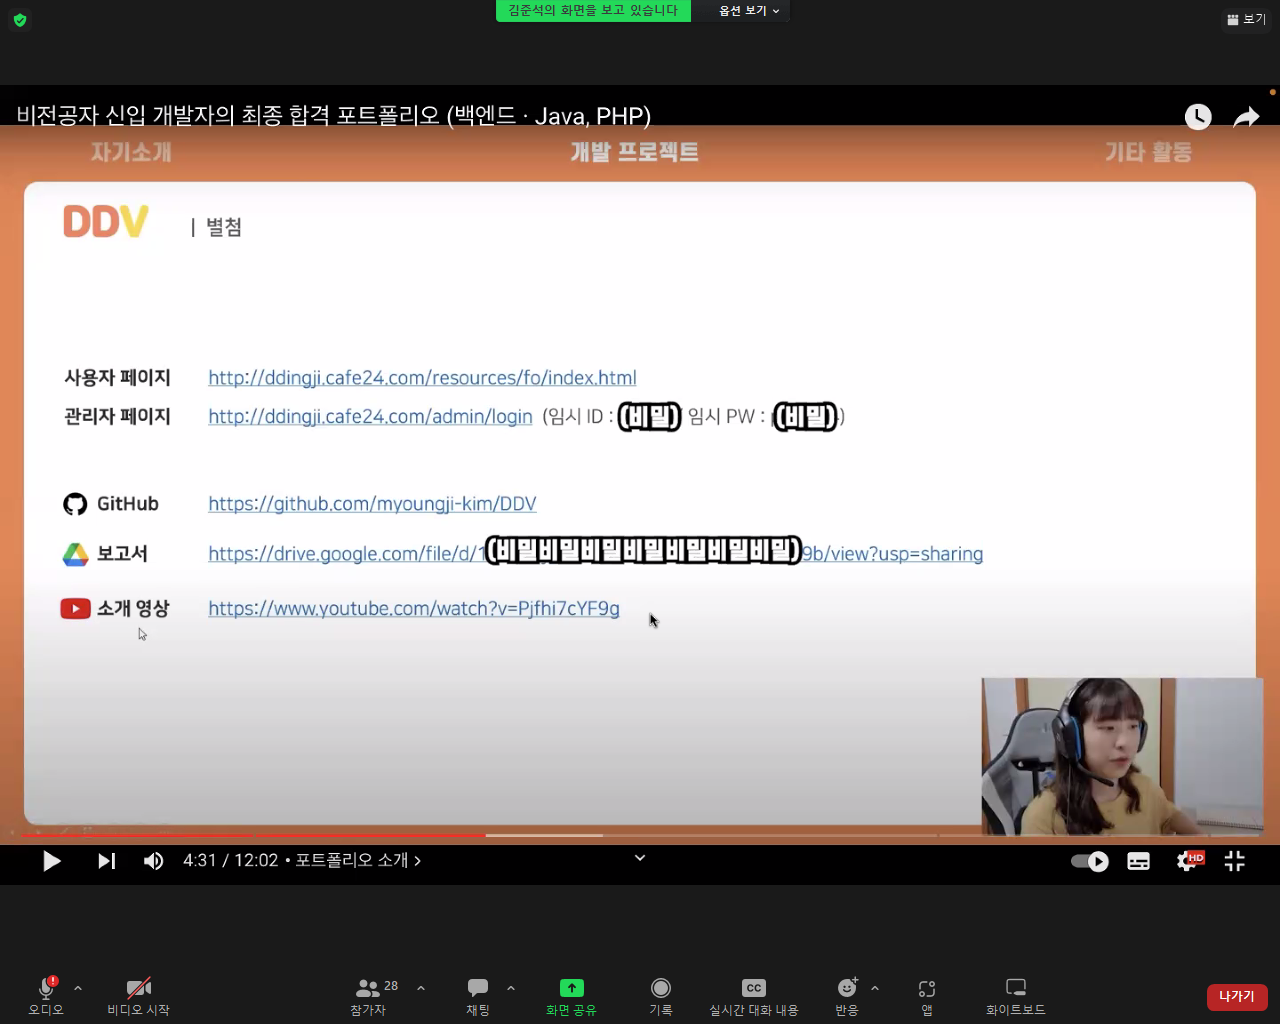 김준석의 화면을 보고 있습니다 옵션 보기
보기
비전공자 신입 개발자의 최종 합격 포트폴리오 (백엔드 · Java, PHP)
자기소개 개발 프로젝트 기타 활동
DDV | 별첨
사용자 페이지 http://ddingji.cafe24.com/resources/fo/index.html
관리자 페이지 http://ddingji.cafe24.com/admin/login (임시 ID : (비밀) 임시 PW : (비밀))
GitHub https://github.com/myoungji-kim/DDV
보고서 https://drive.google.com/file/d/1(비밀비밀비밀비밀비밀비밀비밀)9b/view?usp=sharing
소개 영상 https://www.youtube.com/watch?v=Pjfhi7cYF9g
4:31 / 12:02 • 포트폴리오 소개 >
HD
28
CC
오디오 비디오 시작 참가자 채팅 화면 공유 기록 실시간 대화 내용 반응 앱 화이트보드 나가기